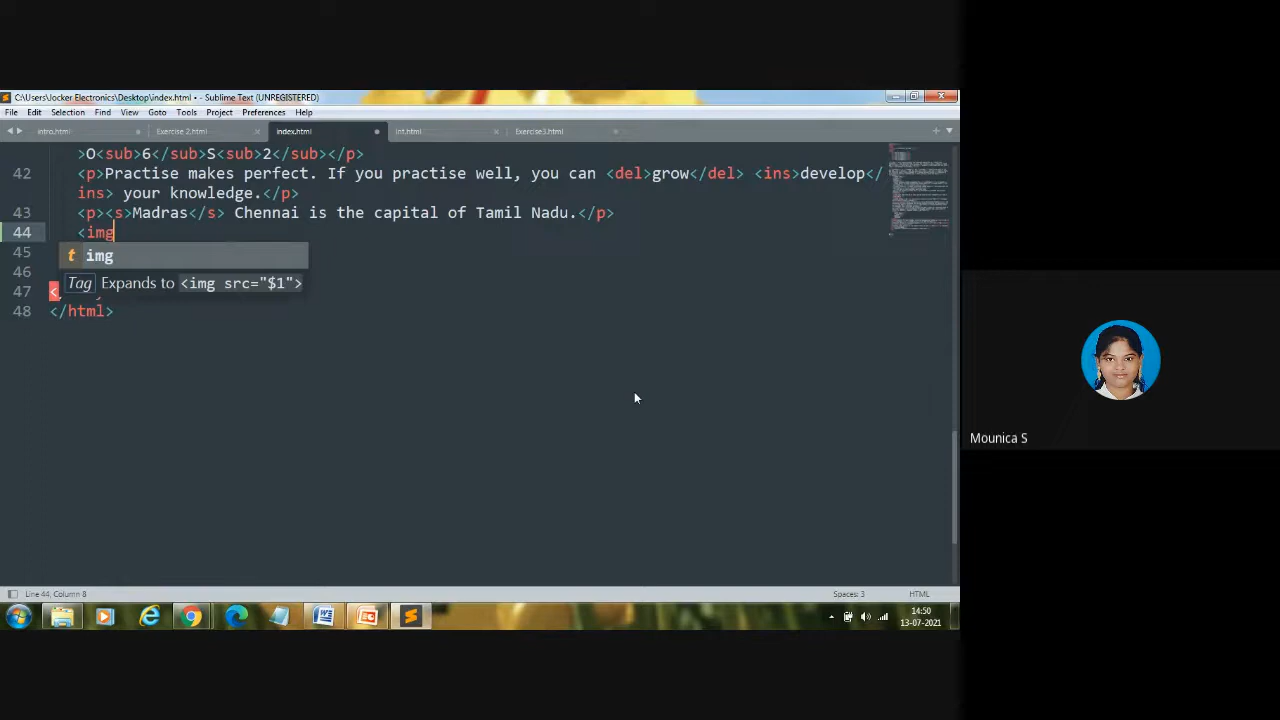 C:\Users\Jocker Electronics\Desktop\index.html • - Sublime Text (UNREGISTERED)
File Edit Selection Find View Goto Tools Project Preferences Help
intro.html Exercise 2.html index.html int.html Exercise3.html
>O<sub>6</sub>S<sub>2</sub></p>
42 <p>Practise makes perfect. If you practise well, you can <del>grow</del> <ins>develop</
ins> your knowledge.</p>
43 <p><s>Madras</s> Chennai is the capital of Tamil Nadu.</p>
44 <img
45 t img
46 Tag Expands to <img src="$1">
47 <
48 </html>
Mounica S
Line 44, Column 8 Spaces: 3 HTML
14:50
13-07-2021